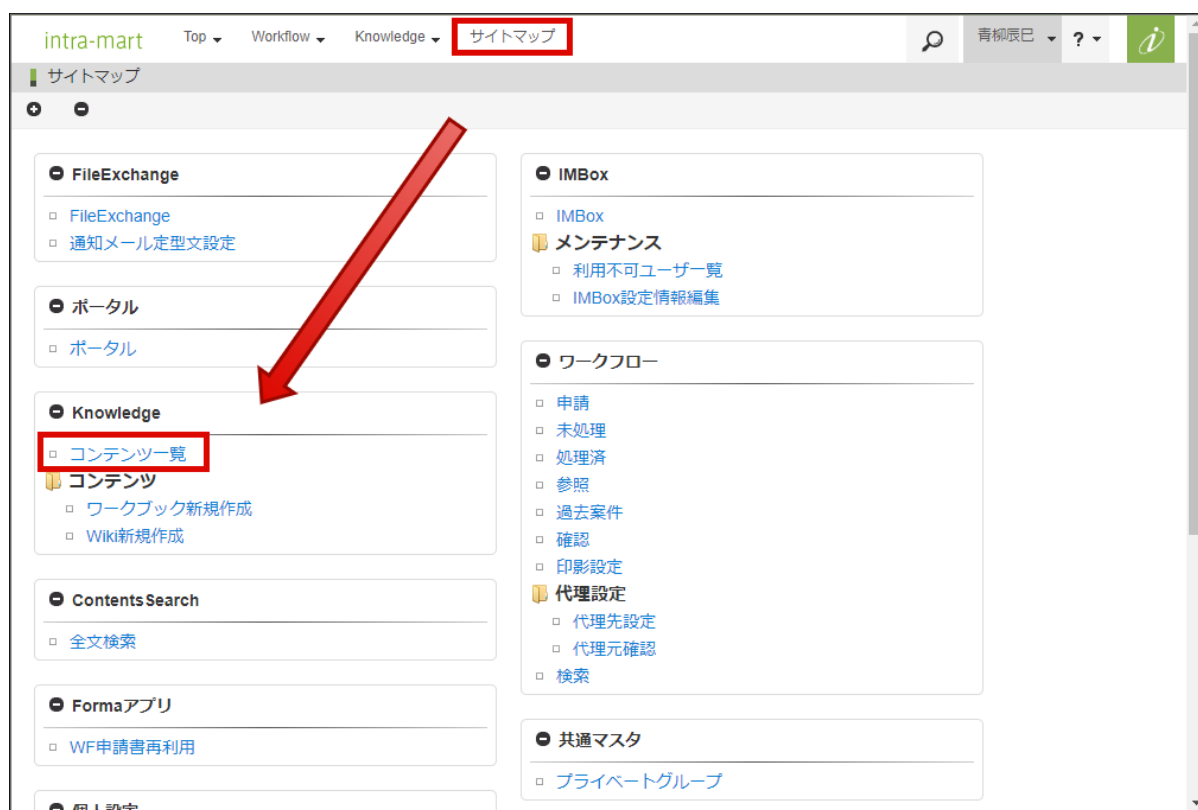 intra-mart Top Workflow Knowledge サイトマップ 青柳辰巳 ?
サイトマップ
FileExchange
FileExchange
通知メール定型文設定
ポータル
ポータル
Knowledge
コンテンツ一覧
コンテンツ
ワークブック新規作成
Wiki新規作成
ContentsSearch
全文検索
Formaアプリ
WF申請書再利用
個人設定
IMBox
IMBox
メンテナンス
利用不可ユーザ一覧
IMBox設定情報編集
ワークフロー
申請
未処理
処理済
参照
過去案件
確認
印影設定
代理設定
代理先設定
代理元確認
検索
共通マスタ
プライベートグループ